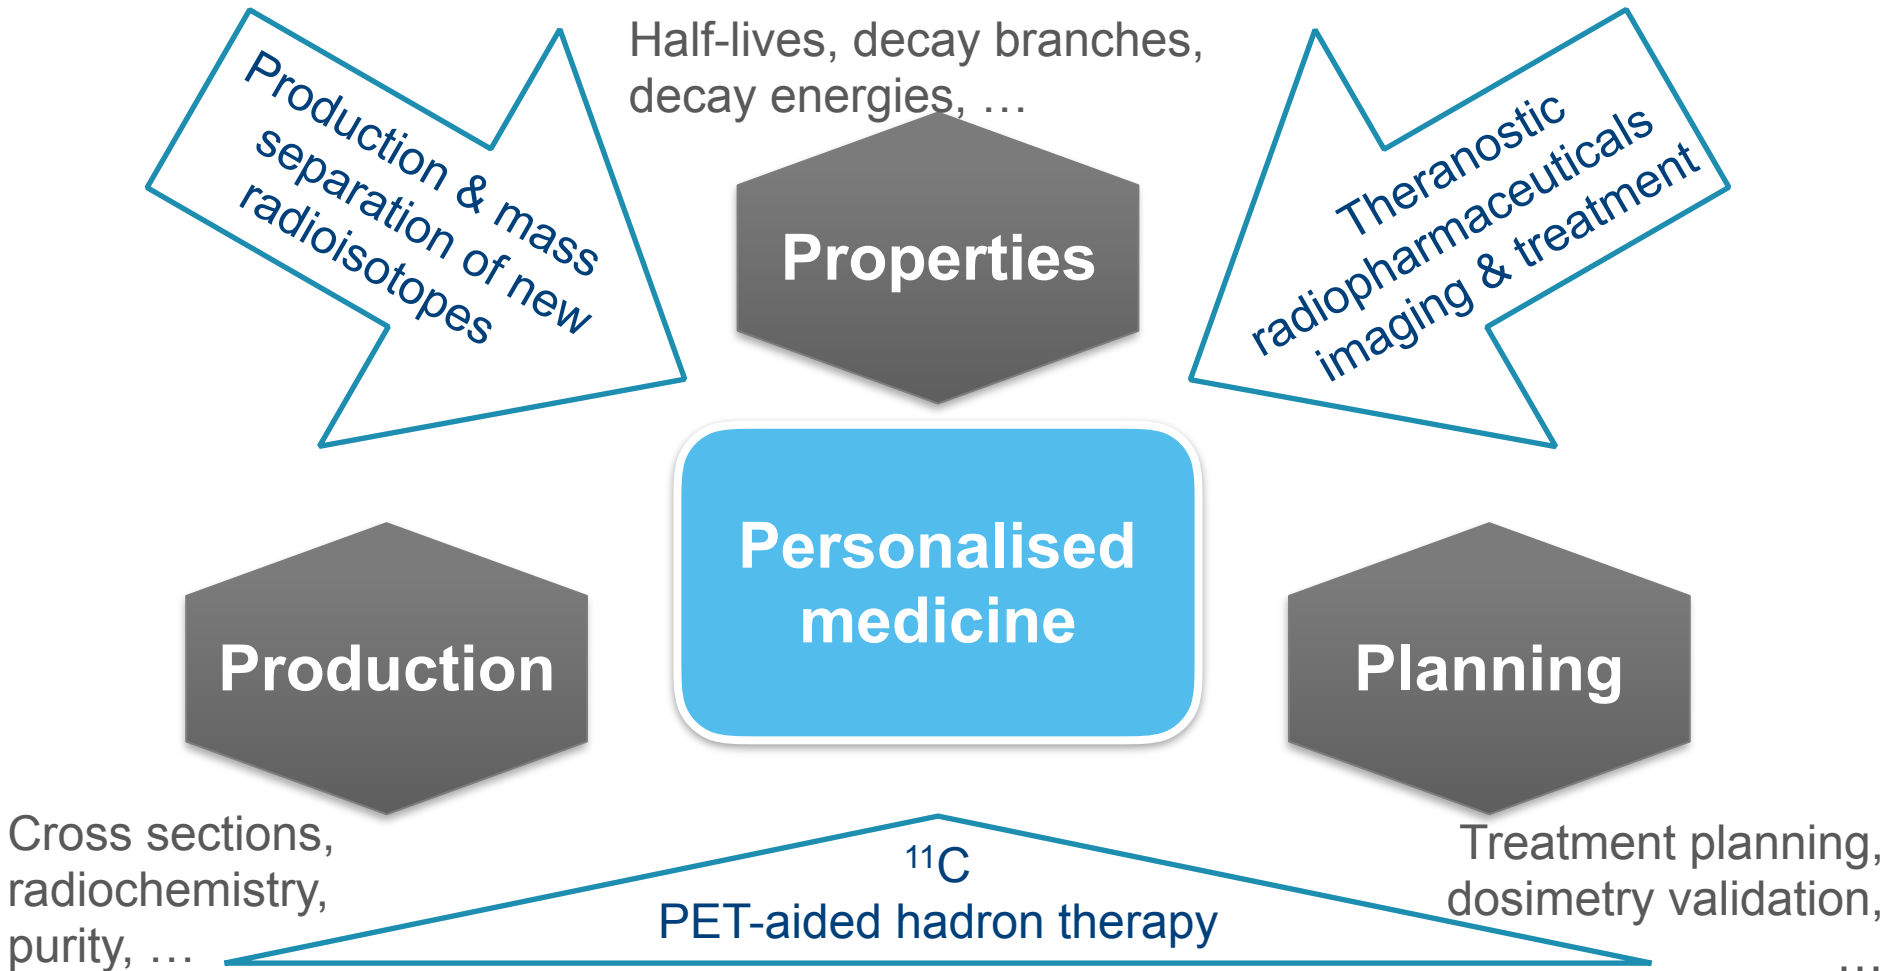 Half-lives, decay branches,
decay energies, …
Production & mass
separation of new
radioisotopes
Theranostic
radiopharmaceuticals
imaging & treatment
Properties
Personalised
medicine
Production
Planning
Cross sections,
radiochemistry,
purity, …
¹¹C
PET-aided hadron therapy
Treatment planning,
dosimetry validation,
…